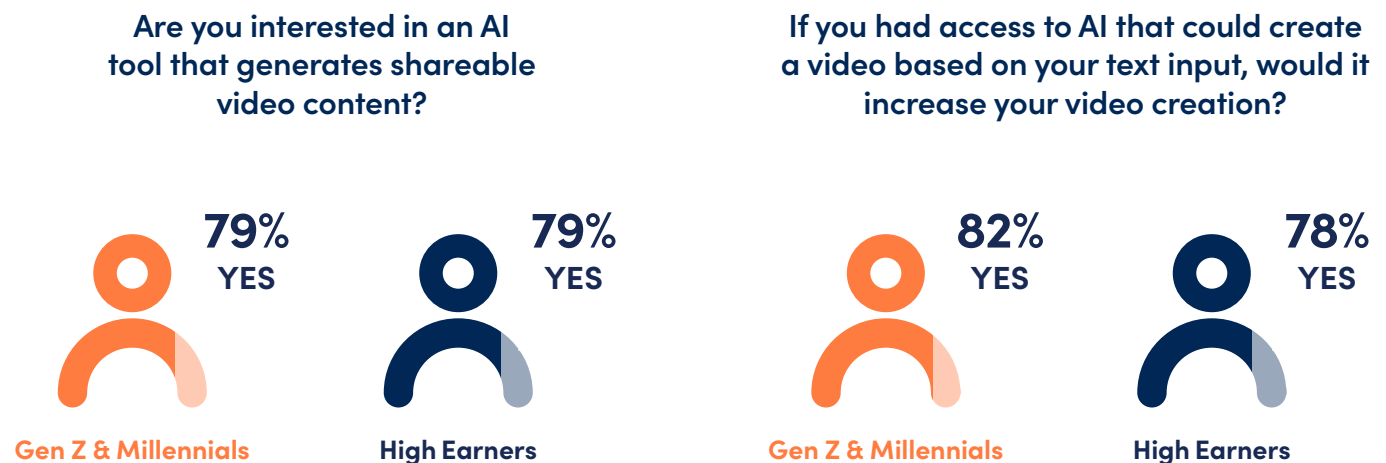 Are you interested in an AI
tool that generates shareable
video content?
79%
YES
Gen Z & Millennials
79%
YES
High Earners
If you had access to AI that could create
a video based on your text input, would it
increase your video creation?
82%
YES
Gen Z & Millennials
78%
YES
High Earners